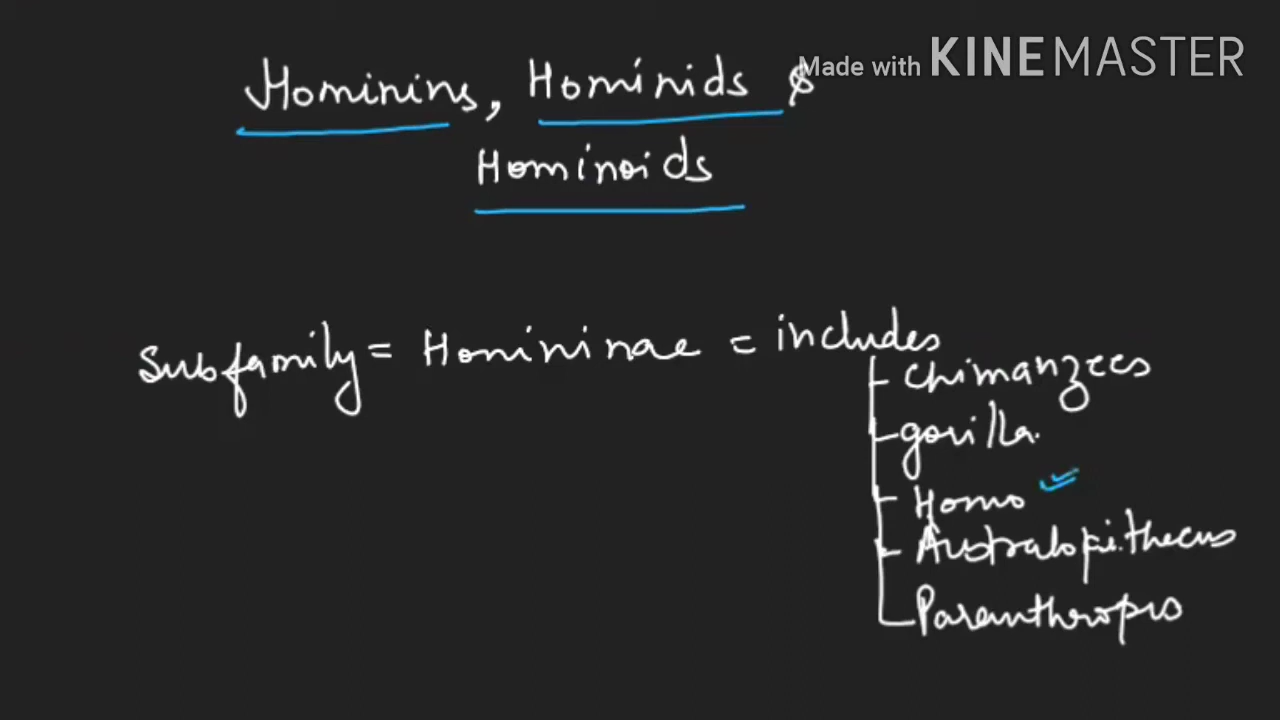 Made with KINEMASTER
Hominins, Hominids &
Hominoids
Subfamily = Homininae = includes
Chimanzees
gorilla.
Homo
Australopithecus
Paranthropus